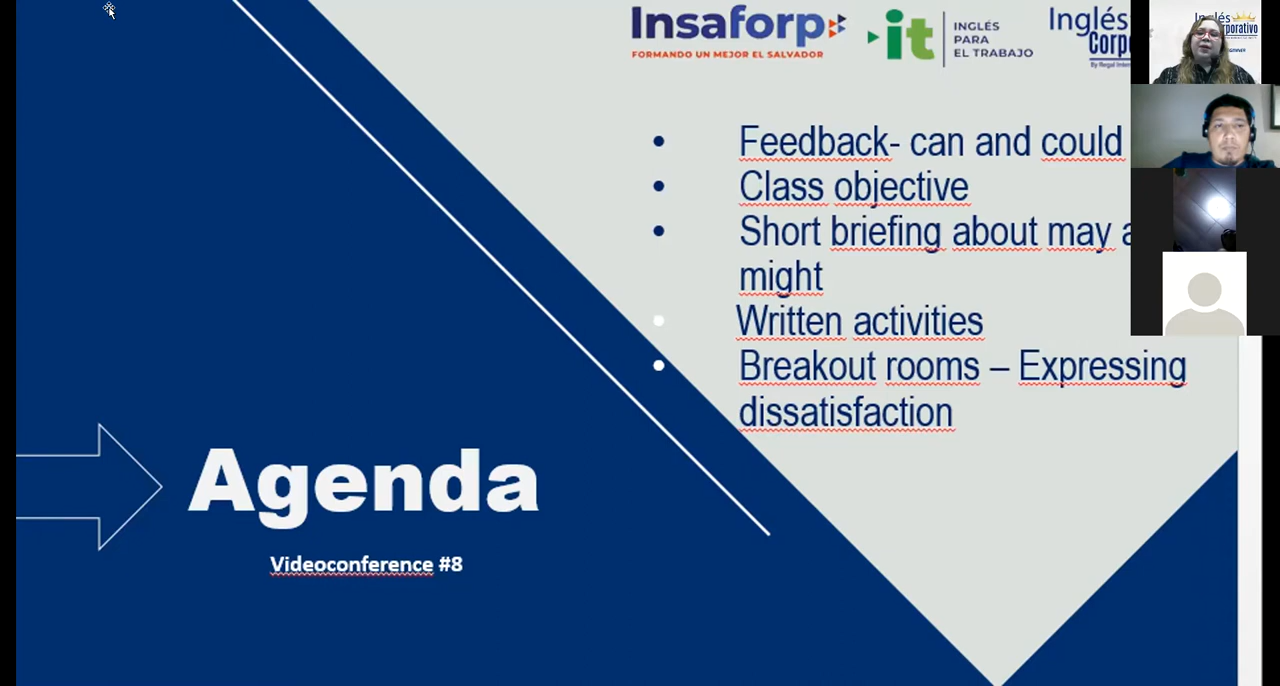 Insaforp
FORMANDO UN MEJOR EL SALVADOR
it
INGLÉS
PARA
EL TRABAJO
Inglés
Corpo
• Feedback- can and could
• Class objective
• Short briefing about may a
might
• Written activities
• Breakout rooms – Expressing
dissatisfaction
Agenda
Videoconference #8